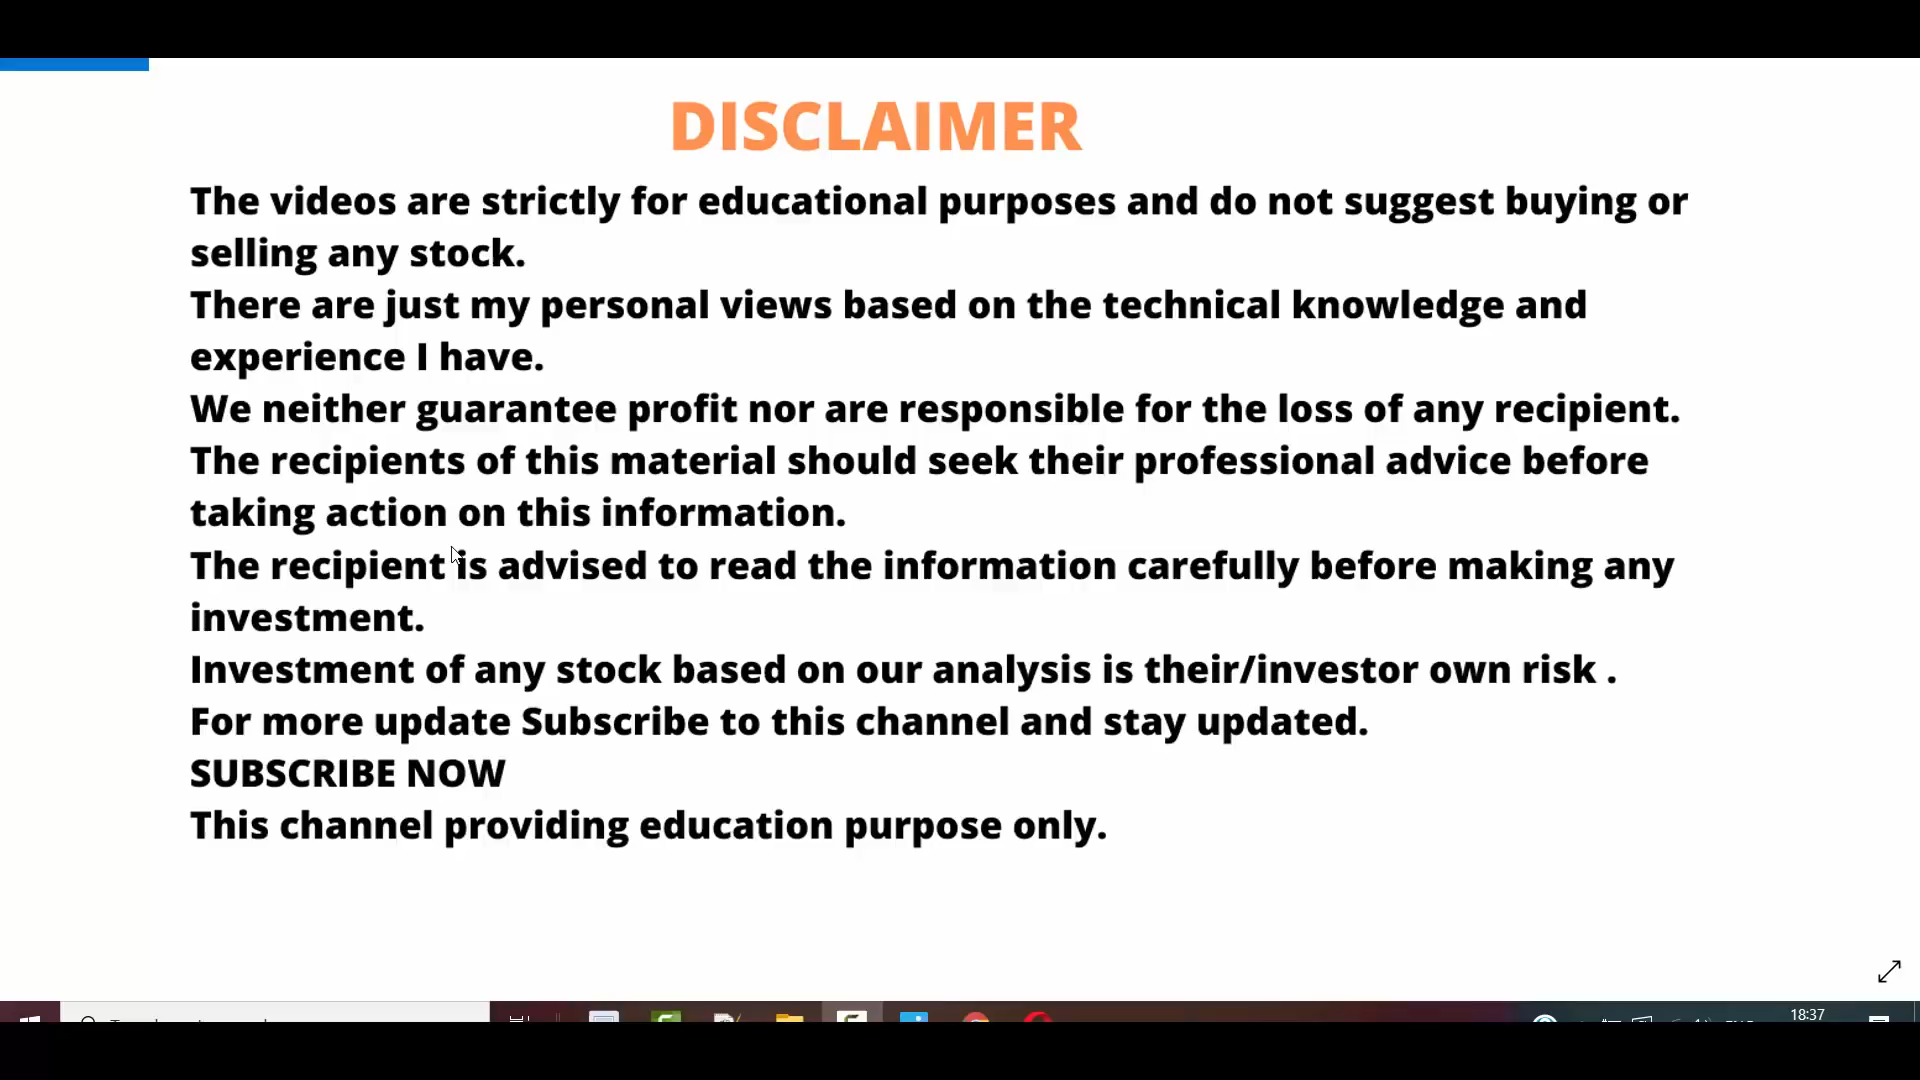 DISCLAIMER
The videos are strictly for educational purposes and do not suggest buying or
selling any stock.
There are just my personal views based on the technical knowledge and
experience I have.
We neither guarantee profit nor are responsible for the loss of any recipient.
The recipients of this material should seek their professional advice before
taking action on this information.
The recipient is advised to read the information carefully before making any
investment.
Investment of any stock based on our analysis is their/investor own risk .
For more update Subscribe to this channel and stay updated.
SUBSCRIBE NOW
This channel providing education purpose only.
18:37